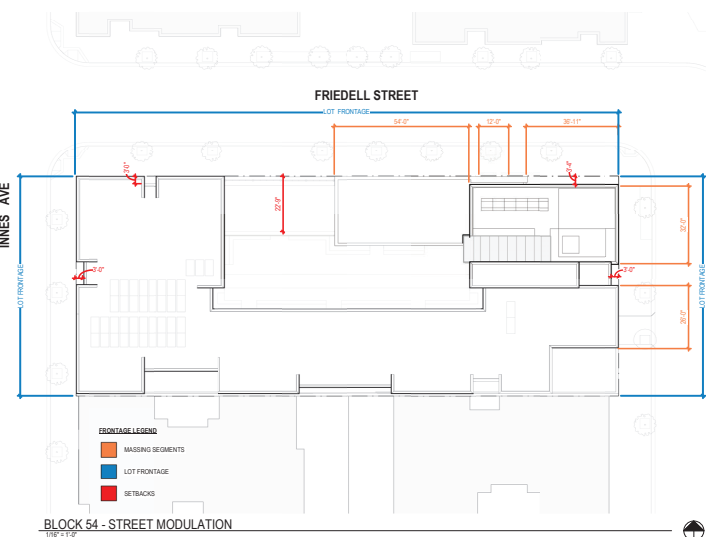 FRIEDELL STREET
LOT FRONTAGE
54'-0"
12'-0"
36'-11"
3'-0"
3'-4"
INNES AVE
22'-9"
32'-0"
3'-0"
3'-0"
LOT FRONTAGE
LOT FRONTAGE
26'-0"
FRONTAGE LEGEND
MASSING SEGMENTS
LOT FRONTAGE
SETBACKS
BLOCK 54 - STREET MODULATION
1/16" = 1'-0"